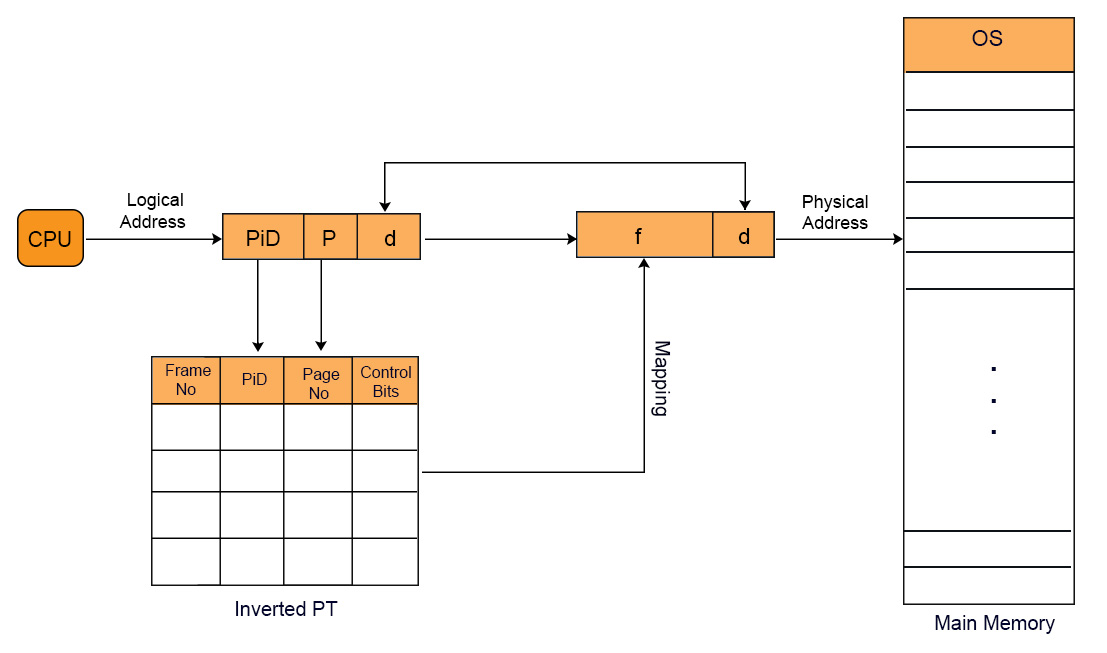 OS
Logical
Address
Physical
Address
CPU
PiD P d
f d
Mapping
Frame
No
PiD
Page
No
Control
Bits
Inverted PT
Main Memory